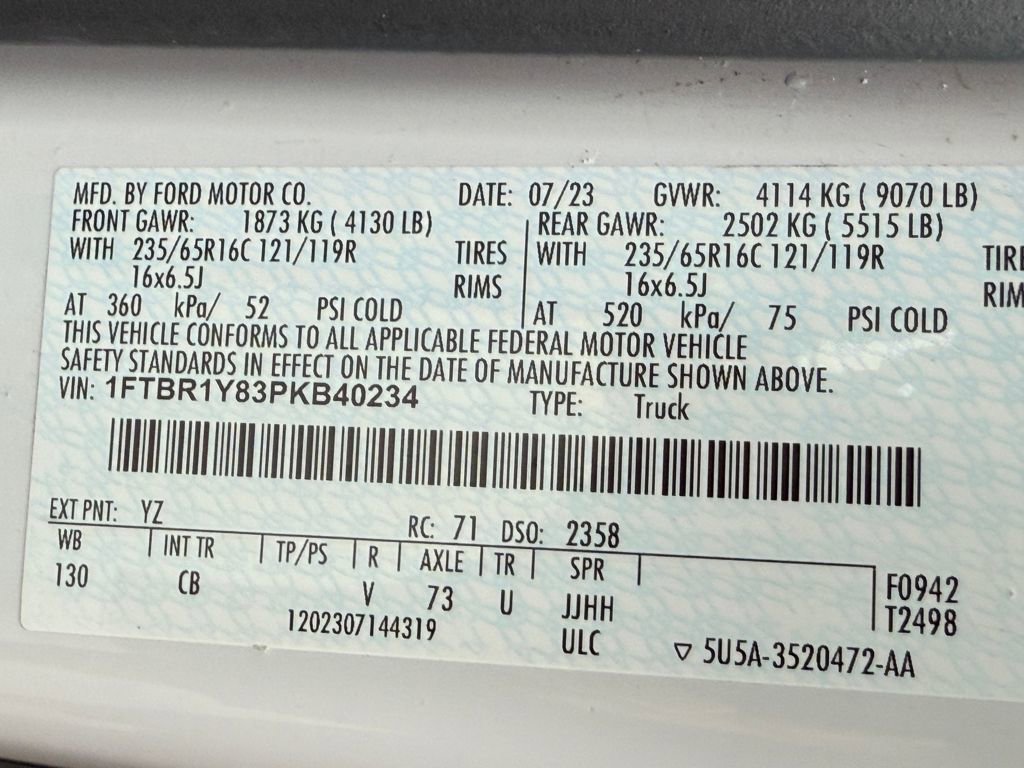 MFD. BY FORD MOTOR CO. DATE: 07/23 GVWR: 4114 KG ( 9070 LB)
FRONT GAWR: 1873 KG ( 4130 LB) REAR GAWR: 2502 KG ( 5515 LB)
WITH 235/65R16C 121/119R TIRES WITH 235/65R16C 121/119R TIRE
16x6.5J RIMS 16x6.5J RIM
AT 360 kPa/ 52 PSI COLD AT 520 kPa/ 75 PSI COLD
THIS VEHICLE CONFORMS TO ALL APPLICABLE FEDERAL MOTOR VEHICLE
SAFETY STANDARDS IN EFFECT ON THE DATE OF MANUFACTURE SHOWN ABOVE.
VIN: 1FTBR1Y83PKB40234 TYPE: Truck
EXT PNT: YZ RC: 71 DSO: 2358
WB INT TR TP/PS R AXLE TR SPR
130 CB V 73 U JJHH F0942
T2498
1202307144319 ULC ▽ 5U5A-3520472-AA